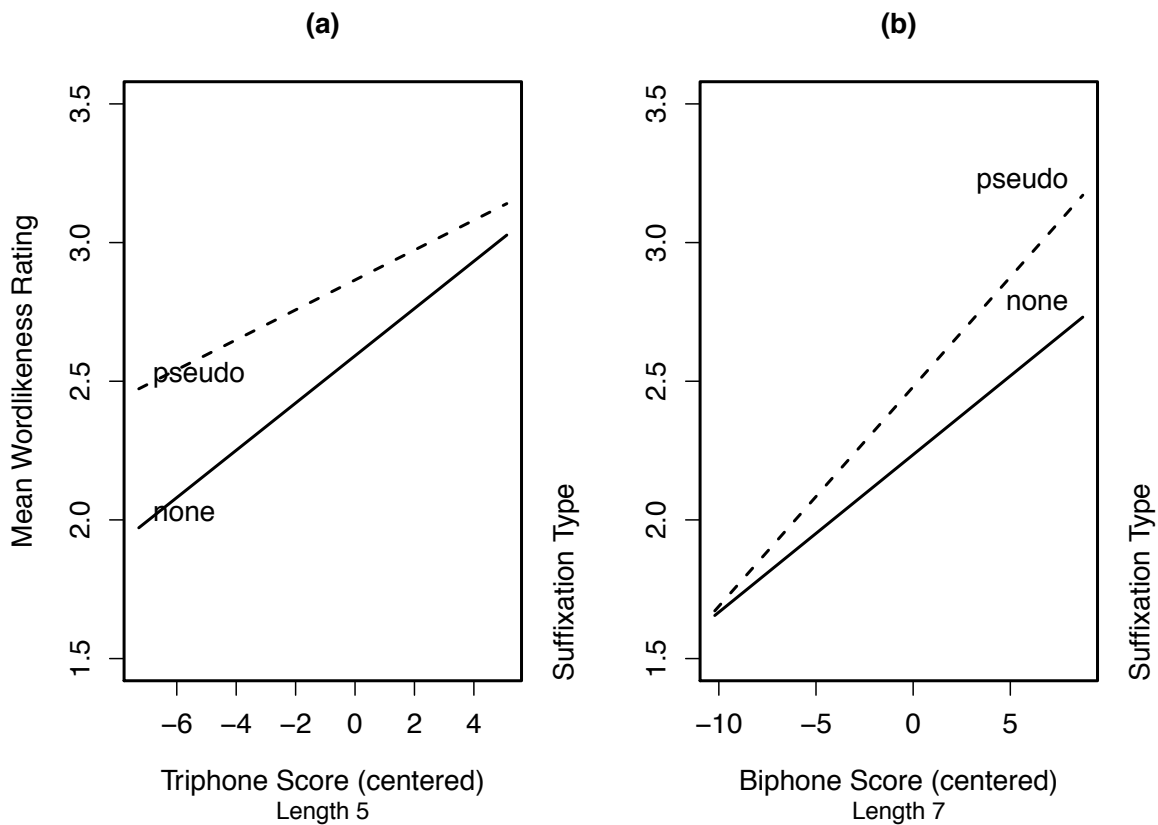 (a)
Mean Wordlikeness Rating
3.5
3.0
2.5
2.0
1.5
pseudo
none
−6 −4 −2 0 2 4
Triphone Score (centered)
Length 5
Suffixation Type
(b)
3.5
3.0
2.5
2.0
1.5
pseudo
none
−10 −5 0 5
Biphone Score (centered)
Length 7
Suffixation Type